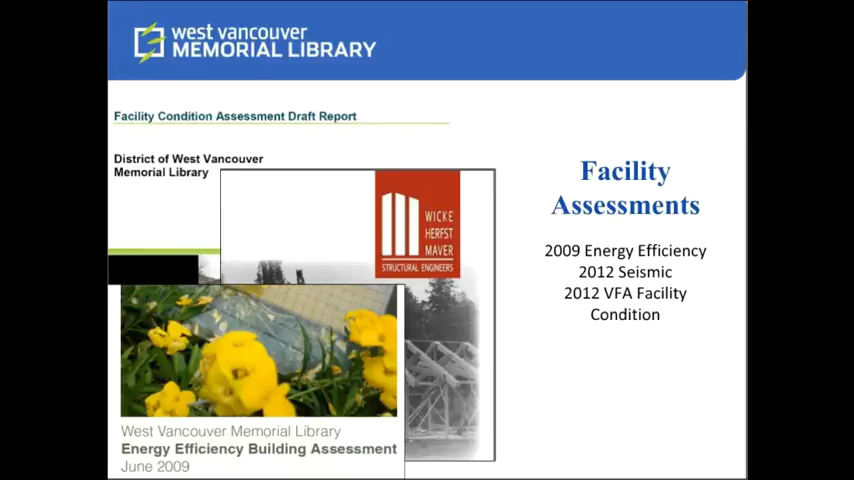 west vancouver
MEMORIAL LIBRARY
Facility Condition Assessment Draft Report
District of West Vancouver
Memorial Library
WICKE
HERFST
MAVER
STRUCTURAL ENGINEERS
West Vancouver Memorial Library
Energy Efficiency Building Assessment
June 2009
Facility
Assessments
2009 Energy Efficiency
2012 Seismic
2012 VFA Facility
Condition